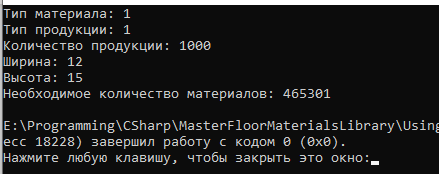 Тип материала: 1
Тип продукции: 1
Количество продукции: 1000
Ширина: 12
Высота: 15
Необходимое количество материалов: 465301
E:\Programming\CSharp\MasterFloorMaterialsLibrary\Using
есс 18228) завершил работу с кодом 0 (0x0).
Нажмите любую клавишу, чтобы закрыть это окно: